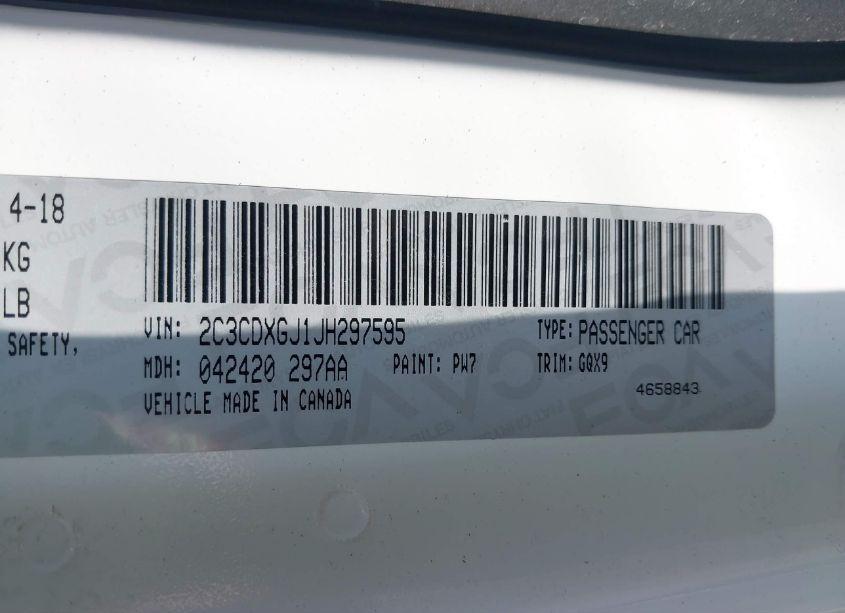 4-18
KG
LB
SAFETY,
VIN: 2C3CDXGJ1JH297595 TYPE: PASSENGER CAR
MDH: 042420 297AA PAINT: PW7 TRIM: GQX9
VEHICLE MADE IN CANADA 4658843